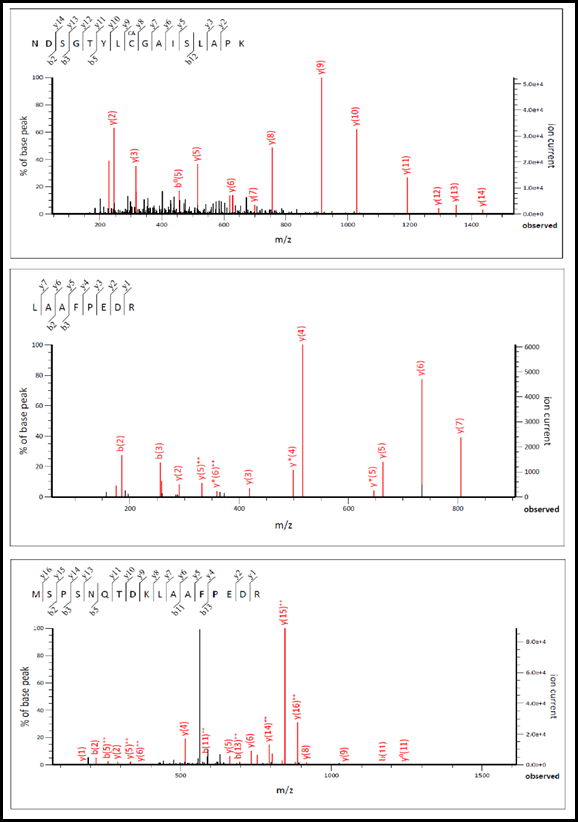 y14 y13 y12 y11 y10 y9 y8 y7 y6 y5 y3 y2
CA
N D S G T Y L C G A I S L A P K
b2 b3 b5 b12
100
80
60
40
20
0
% of base peak
y(2)
y(3)
b⁰(5)
y(5)
y(6)
y(7)
y(8)
y(9)
y(10)
y(11)
y(12)
y(13)
y(14)
5.0e+4
4.0e+4
3.0e+4
2.0e+4
1.0e+4
0.0e+0
ion current
200 400 600 800 1000 1200 1400
observed
m/z
y7 y6 y5 y4 y3 y2 y1
L A A F P E D R
b2 b3
100
80
60
40
20
0
% of base peak
b(2)
b(3)
y(2)
y(5)++
y*(6)++
y(3)
y*(4)
y(4)
y*(5)
y(5)
y(6)
y(7)
6000
5000
4000
3000
2000
1000
0
ion current
200 400 600 800
observed
m/z
y16 y15 y14 y13 y11 y10 y9 y8 y7 y6 y5 y4 y2 y1
M S P S N Q T D K L A A F P E D R
b2 b3 b5 b11 b13
100
80
60
40
20
0
% of base peak
y(1)
b(2)
b(5)++
y(2)
y(5)++
y(6)++
y(4)
b(11)++
y(5)
b(13)++
y(6)
y(14)++
y(15)++
y(16)++
y(8)
y(9)
b(11)
y⁰(11)
8.0e+4
6.0e+4
4.0e+4
2.0e+4
0.0e+0
ion current
500 1000 1500
observed
m/z